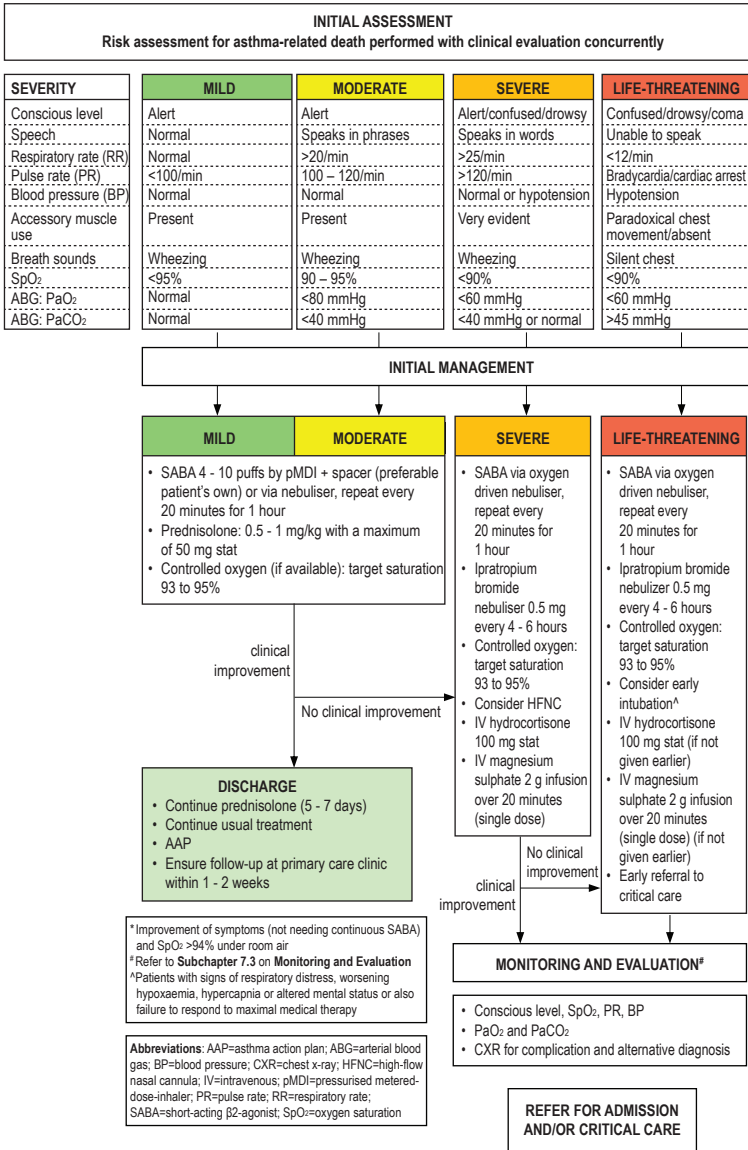 INITIAL ASSESSMENT
Risk assessment for asthma-related death performed with clinical evaluation concurrently
SEVERITY MILD MODERATE SEVERE LIFE-THREATENING
Conscious level Alert Alert Alert/confused/drowsy Confused/drowsy/coma
Speech Normal Speaks in phrases Speaks in words Unable to speak
Respiratory rate (RR) Normal >20/min >25/min <12/min
Pulse rate (PR) <100/min 100 – 120/min >120/min Bradycardia/cardiac arrest
Blood pressure (BP) Normal Normal Normal or hypotension Hypotension
Accessory muscle use Present Present Very evident Paradoxical chest movement/absent
Breath sounds Wheezing Wheezing Wheezing Silent chest
SpO₂ <95% 90 – 95% <90% <90%
ABG: PaO₂ Normal <80 mmHg <60 mmHg <60 mmHg
ABG: PaCO₂ Normal <40 mmHg <40 mmHg or normal >45 mmHg
INITIAL MANAGEMENT
MILD MODERATE
• SABA 4 - 10 puffs by pMDI + spacer (preferable
patient's own) or via nebuliser, repeat every
20 minutes for 1 hour
• Prednisolone: 0.5 - 1 mg/kg with a maximum
of 50 mg stat
• Controlled oxygen (if available): target saturation
93 to 95%
SEVERE
• SABA via oxygen
driven nebuliser,
repeat every
20 minutes for
1 hour
• Ipratropium
bromide
nebuliser 0.5 mg
every 4 - 6 hours
• Controlled oxygen:
target saturation
93 to 95%
• Consider HFNC
• IV hydrocortisone
100 mg stat
• IV magnesium
sulphate 2 g infusion
over 20 minutes
(single dose)
LIFE-THREATENING
• SABA via oxygen
driven nebuliser,
repeat every
20 minutes for
1 hour
• Ipratropium bromide
nebulizer 0.5 mg
every 4 - 6 hours
• Controlled oxygen:
target saturation
93 to 95%
• Consider early
intubation^
• IV hydrocortisone
100 mg stat (if not
given earlier)
• IV magnesium
sulphate 2 g infusion
over 20 minutes
(single dose) (if not
given earlier)
• Early referral to
critical care
clinical
improvement
No clinical improvement
DISCHARGE
• Continue prednisolone (5 - 7 days)
• Continue usual treatment
• AAP
• Ensure follow-up at primary care clinic
within 1 - 2 weeks
No clinical
improvement
clinical
improvement
*Improvement of symptoms (not needing continuous SABA)
and SpO₂ >94% under room air
#Refer to Subchapter 7.3 on Monitoring and Evaluation
^Patients with signs of respiratory distress, worsening
hypoxaemia, hypercapnia or altered mental status or also
failure to respond to maximal medical therapy
MONITORING AND EVALUATION#
• Conscious level, SpO₂, PR, BP
• PaO₂ and PaCO₂
• CXR for complication and alternative diagnosis
Abbreviations: AAP=asthma action plan; ABG=arterial blood
gas; BP=blood pressure; CXR=chest x-ray; HFNC=high-flow
nasal cannula; IV=intravenous; pMDI=pressurised metered-
dose-inhaler; PR=pulse rate; RR=respiratory rate;
SABA=short-acting β2-agonist; SpO₂=oxygen saturation
REFER FOR ADMISSION
AND/OR CRITICAL CARE